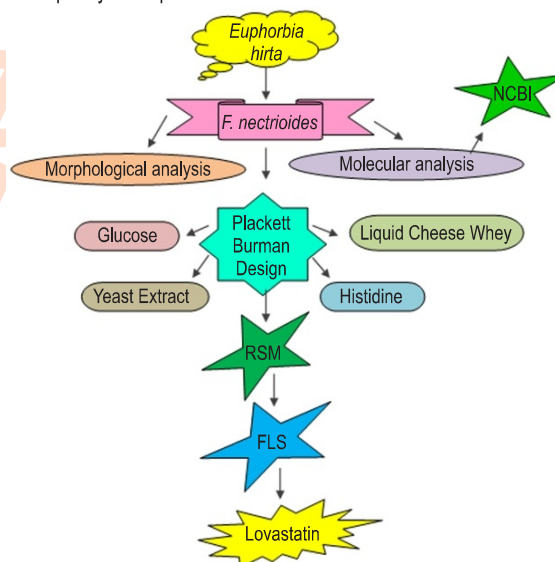 Euphorbia
hirta
NCBI
F. nectrioides
Morphological analysis
Molecular analysis
Plackett
Burman
Design
Glucose
Liquid Cheese Whey
Yeast Extract
Histidine
RSM
FLS
Lovastatin